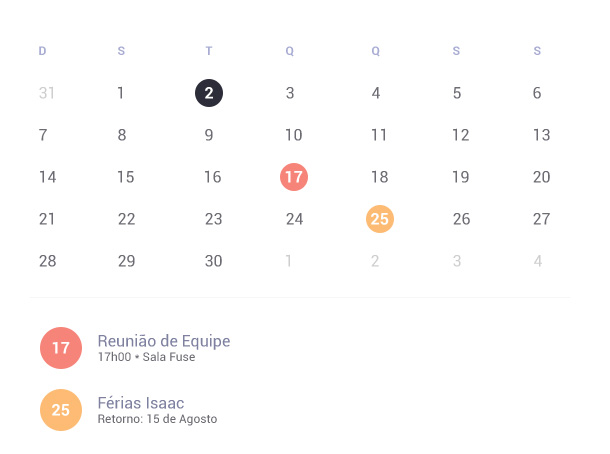 D S T Q Q S S
31 1 2 3 4 5 6
7 8 9 10 11 12 13
14 15 16 17 18 19 20
21 22 23 24 25 26 27
28 29 30 1 2 3 4
17 Reunião de Equipe
17h00 • Sala Fuse
25 Férias Isaac
Retorno: 15 de Agosto